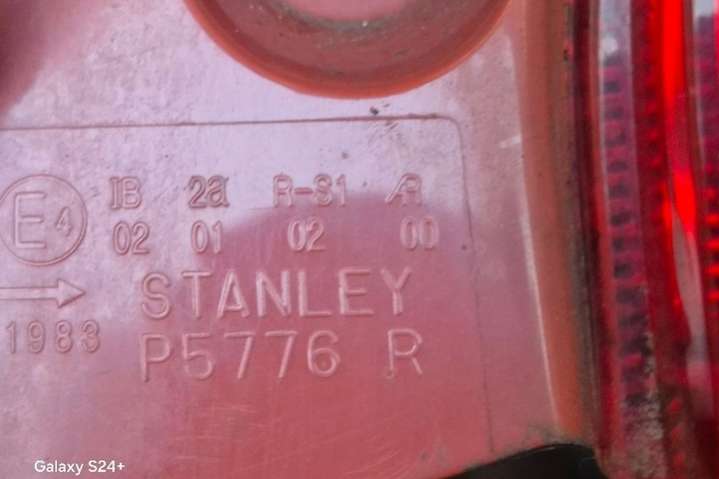 E4 IB 2a R-S1 AR
02 01 02 00
→ STANLEY
1983 P5776 R
Galaxy S24+